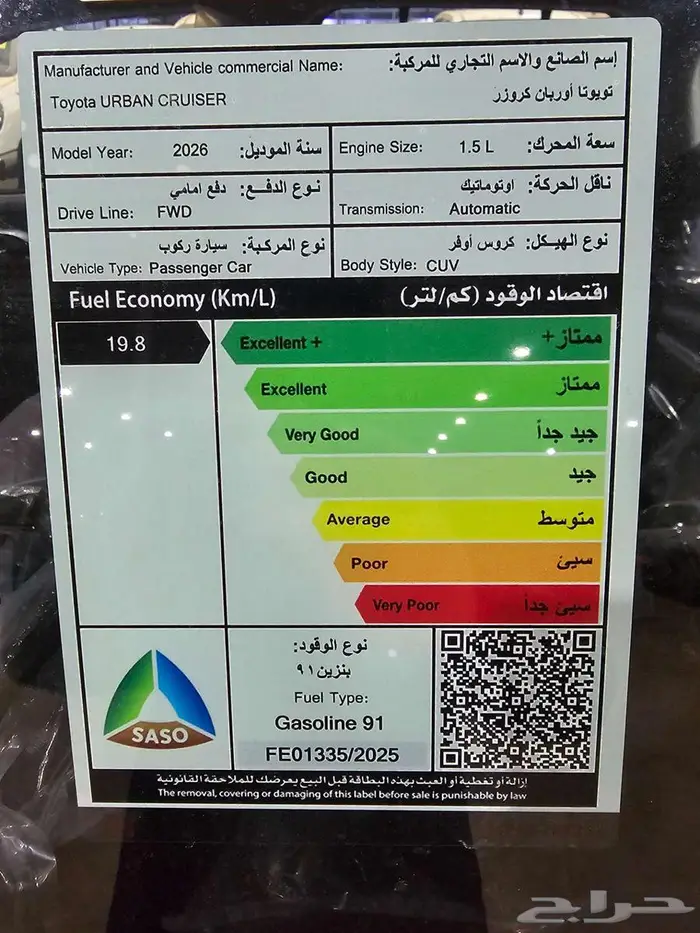 إسم الصانع والاسم التجاري للمركبة:
Manufacturer and Vehicle commercial Name:
تويوتا أوربان كروزر
Toyota URBAN CRUISER
Model Year: 2026 سنة الموديل:
Engine Size: 1.5 L سعة المحرك:
نوع الدفع: دفع امامي
Drive Line: FWD
ناقل الحركة: اوتوماتيك
Transmission: Automatic
نوع المركبة: سيارة ركوب
Vehicle Type: Passenger Car
نوع الهيكل: كروس أوفر
Body Style: CUV
Fuel Economy (Km/L) اقتصاد الوقود (كم/لتر)
19.8
Excellent + ممتاز+
Excellent ممتاز
Very Good جيد جداً
Good جيد
Average متوسط
Poor سيئ
Very Poor سيئ جداً
SASO
نوع الوقود:
بنزين ٩١
Fuel Type:
Gasoline 91
FE01335/2025
إزالة أو تغطية أو العبث بهذه البطاقة قبل البيع يعرضك للملاحقة القانونية
The removal, covering or damaging of this label before sale is punishable by law
حراج